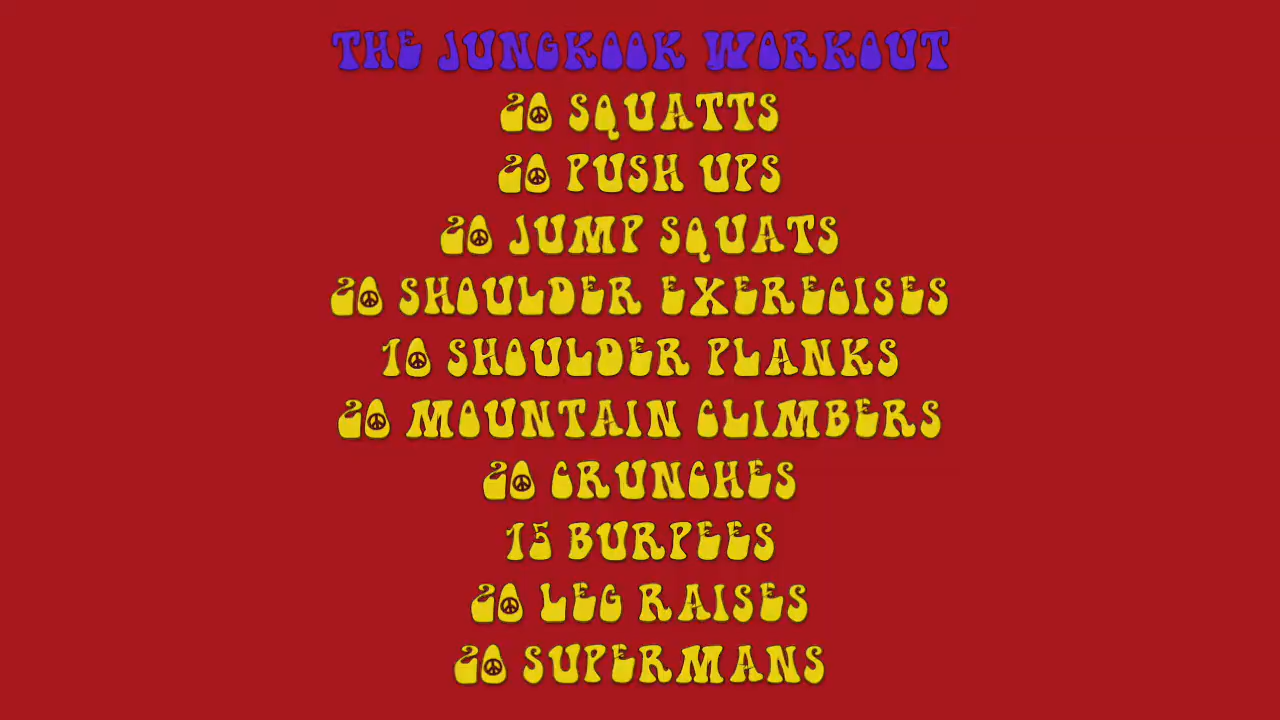 THE JUNGKOOK WORKOUT
20 SQUATTS
20 PUSH UPS
20 JUMP SQUATS
20 SHOULDER EXERECISES
10 SHOULDER PLANKS
20 MOUNTAIN CLIMBERS
20 CRUNCHES
15 BURPEES
20 LEG RAISES
20 SUPERMANS